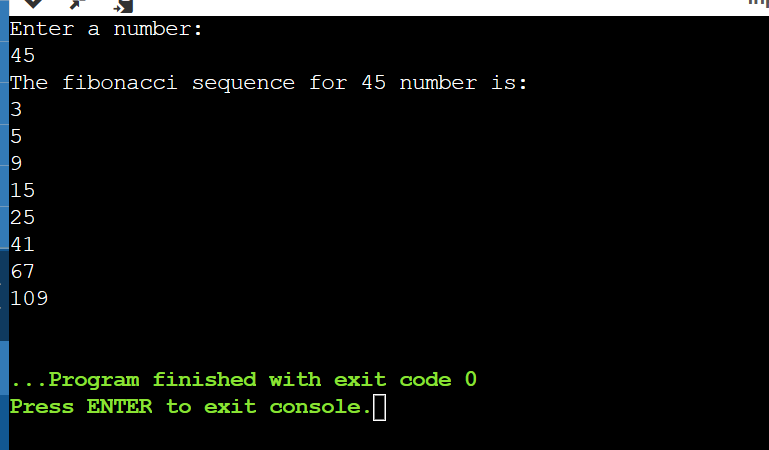 Enter a number:
45
The fibonacci sequence for 45 number is:
3
5
9
15
25
41
67
109
...Program finished with exit code 0
Press ENTER to exit console.